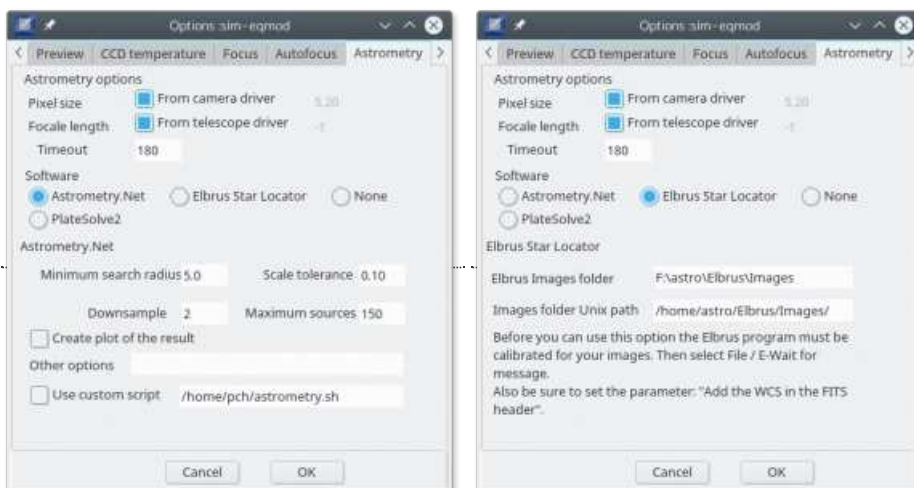 Options :sim-eqmod
Preview CCD temperature Focus Autofocus Astrometry
Astrometry options
Pixel size From camera driver 5.20
Focale length From telescope driver -1
Timeout 180
Software
Astrometry.Net Elbrus Star Locator None
PlateSolve2
Astrometry.Net
Minimum search radius 5.0 Scale tolerance 0.10
Downsample 2 Maximum sources 150
Create plot of the result
Other options
Use custom script /home/pch/astrometry.sh
Cancel OK
Options :sim-eqmod
Preview CCD temperature Focus Autofocus Astrometry
Astrometry options
Pixel size From camera driver 5.20
Focale length From telescope driver -1
Timeout 180
Software
Astrometry.Net Elbrus Star Locator None
PlateSolve2
Elbrus Star Locator
Elbrus Images folder F:\astro\Elbrus\Images
Images folder Unix path /home/astro/Elbrus/Images/
Before you can use this option the Elbrus program must be
calibrated for your images. Then select File / E-Wait for
message.
Also be sure to set the parameter: "Add the WCS in the FITS
header".
Cancel OK